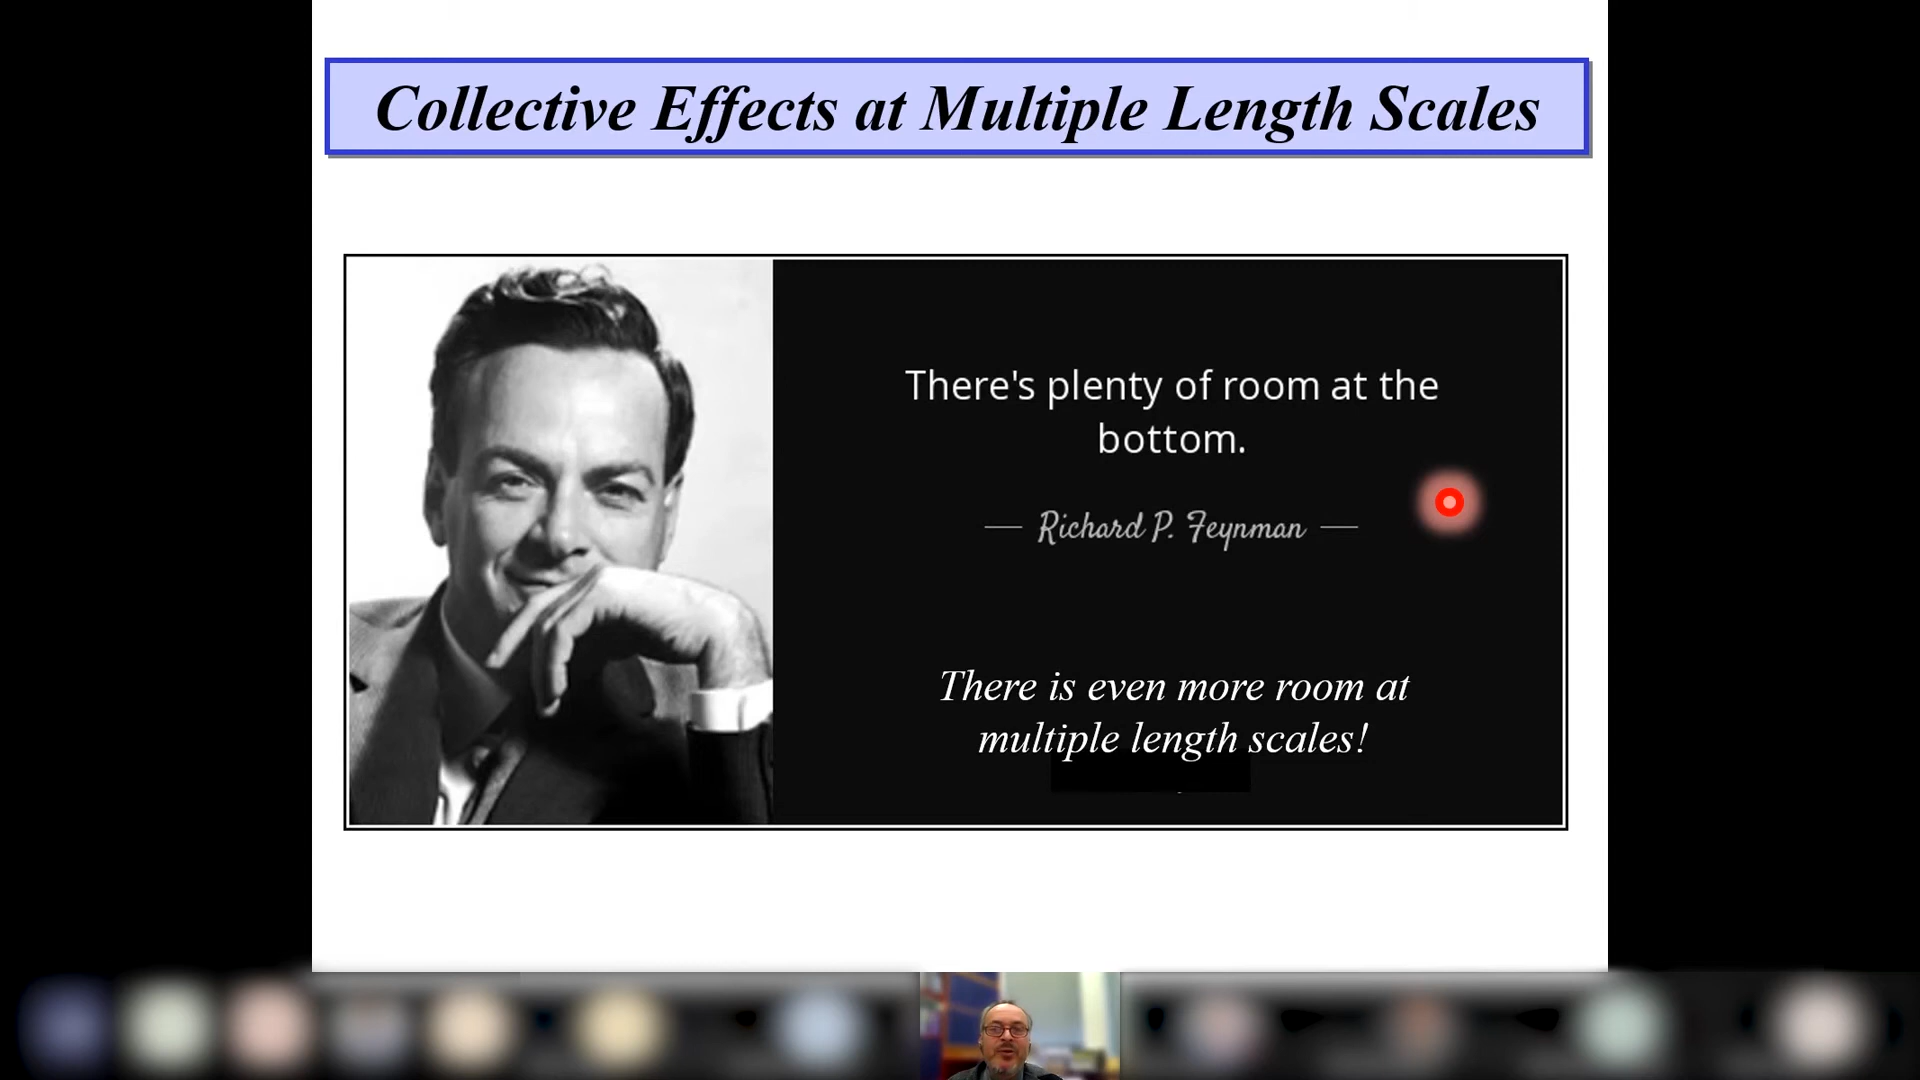 Collective Effects at Multiple Length Scales
There's plenty of room at the
bottom.
Richard P. Feynman
There is even more room at
multiple length scales!